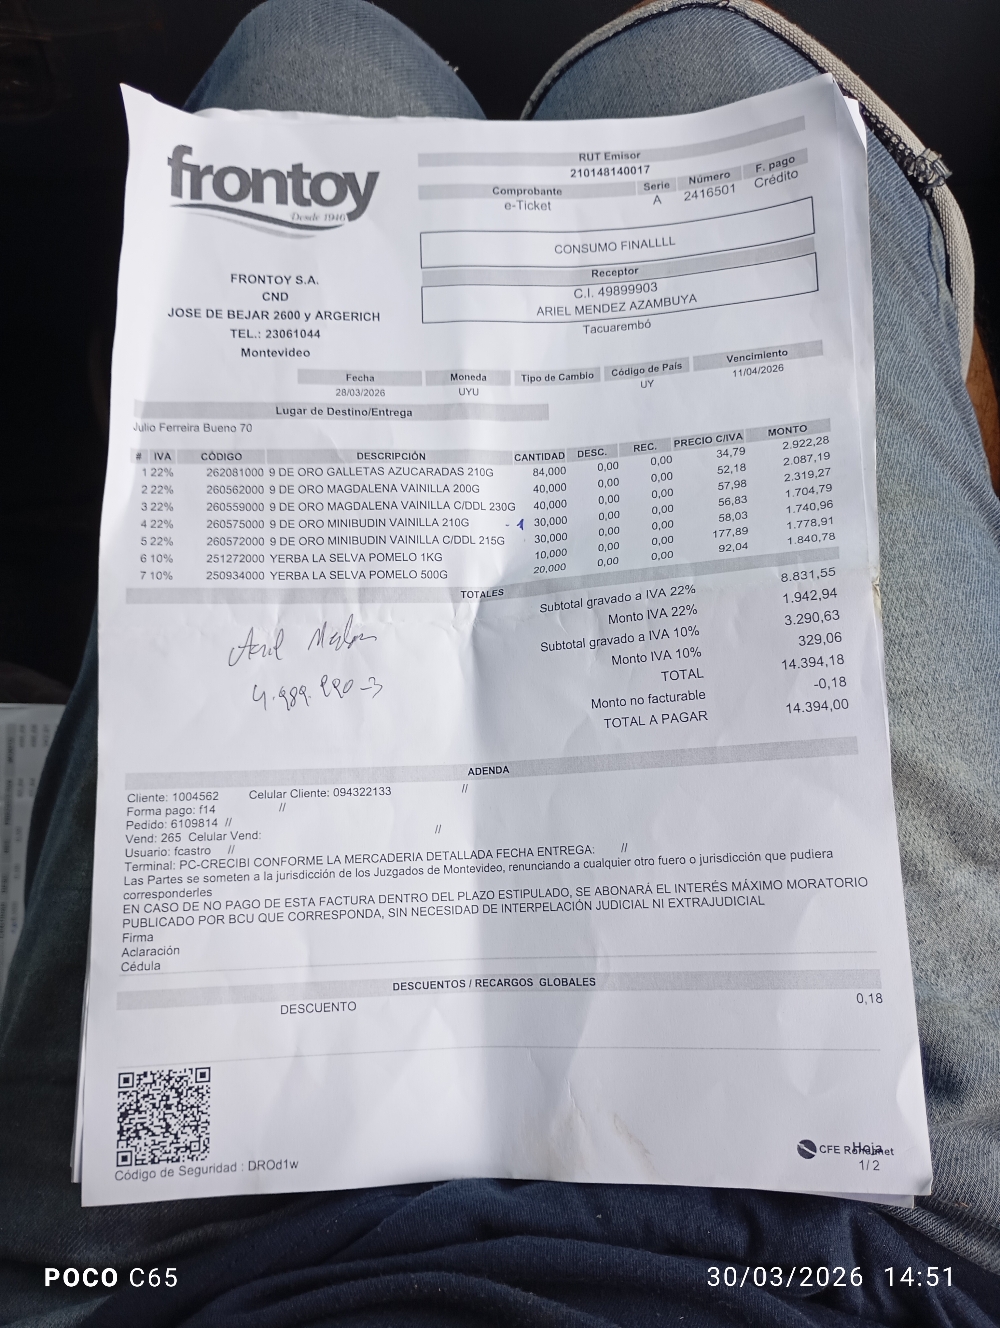 frontoy
Desde 1946
FRONTOY S.A.
CND
JOSE DE BEJAR 2600 y ARGERICH
TEL.: 23061044
Montevideo
RUT Emisor
210148140017
Comprobante Serie Número F. pago
e-Ticket A 2416501 Crédito
CONSUMO FINALLLL
Receptor
C.I. 49899903
ARIEL MENDEZ AZAMBUYA
Tacuarembó
Fecha Moneda Tipo de Cambio Código de País Vencimiento
28/03/2026 UYU UY 11/04/2026
Lugar de Destino/Entrega
Julio Ferreira Bueno 70
# IVA CÓDIGO DESCRIPCIÓN CANTIDAD DESC. REC. PRECIO C/IVA MONTO
1 22% 262081000 9 DE ORO GALLETAS AZUCARADAS 210G 84,000 0,00 0,00 34,79 2.922,28
2 22% 260562000 9 DE ORO MAGDALENA VAINILLA 200G 40,000 0,00 0,00 52,18 2.087,19
3 22% 260559000 9 DE ORO MAGDALENA VAINILLA C/DDL 230G 40,000 0,00 0,00 57,98 2.319,27
4 22% 260575000 9 DE ORO MINIBUDIN VAINILLA 210G - 1 30,000 0,00 0,00 56,83 1.704,79
5 22% 260572000 9 DE ORO MINIBUDIN VAINILLA C/DDL 215G 30,000 0,00 0,00 58,03 1.740,96
6 10% 251272000 YERBA LA SELVA POMELO 1KG 10,000 0,00 0,00 177,89 1.778,91
7 10% 250934000 YERBA LA SELVA POMELO 500G 20,000 0,00 0,00 92,04 1.840,78
TOTALES
Subtotal gravado a IVA 22% 8.831,55
Monto IVA 22% 1.942,94
Subtotal gravado a IVA 10% 3.290,63
Monto IVA 10% 329,06
TOTAL 14.394,18
Monto no facturable -0,18
TOTAL A PAGAR 14.394,00
ADENDA
Cliente: 1004562 Celular Cliente: 094322133 //
Forma pago: f14 //
Pedido: 6109814 //
Vend: 265 Celular Vend: //
Usuario: fcastro //
Terminal: PC-CRECIBI CONFORME LA MERCADERIA DETALLADA FECHA ENTREGA: //
Las Partes se someten a la jurisdicción de los Juzgados de Montevideo, renunciando a cualquier otro fuero o jurisdicción que pudiera
corresponderles
EN CASO DE NO PAGO DE ESTA FACTURA DENTRO DEL PLAZO ESTIPULADO, SE ABONARÁ EL INTERÉS MÁXIMO MORATORIO
PUBLICADO POR BCU QUE CORRESPONDA, SIN NECESIDAD DE INTERPELACIÓN JUDICIAL NI EXTRAJUDICIAL
Firma
Aclaración
Cédula
DESCUENTOS / RECARGOS GLOBALES
DESCUENTO 0,18
Código de Seguridad : DROd1w
CFE
Hoja
1/ 2
POCO C65
30/03/2026 14:51